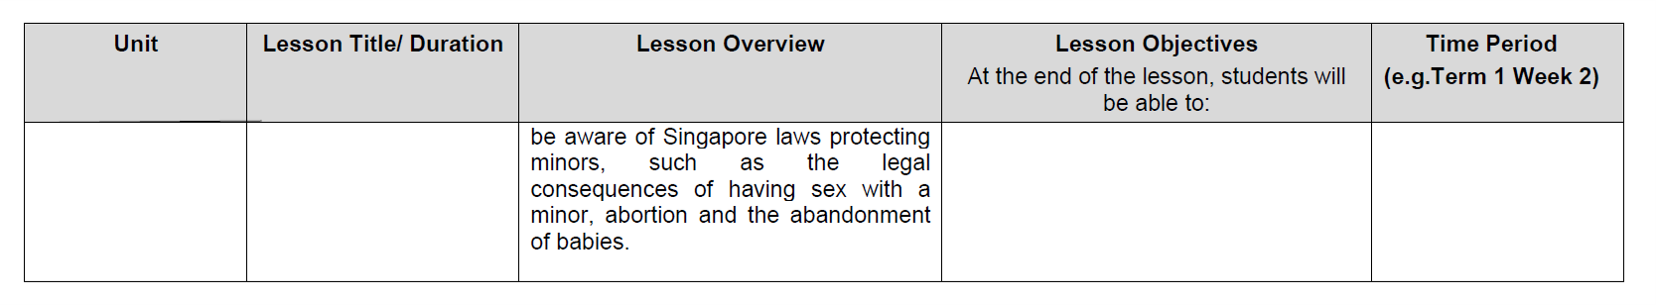 Unit
Lesson Title/ Duration
Lesson Overview
Lesson Objectives
At the end of the lesson, students will
be able to:
Time Period
(e.g.Term 1 Week 2)
be aware of Singapore laws protecting
minors, such as the legal
consequences of having sex with a
minor, abortion and the abandonment
of babies.